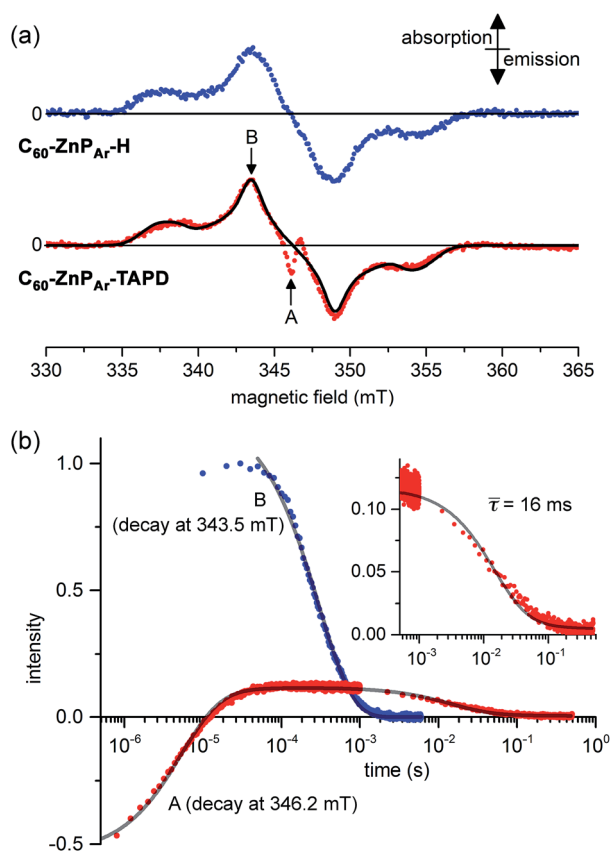 (a)
absorption
emission
0
C60-ZnPAr-H
B
0
C60-ZnPAr-TAPD
A
330 335 340 345 350 355 360 365
magnetic field (mT)
(b)
1.0
B
(decay at 343.5 mT)
0.10
τ̅ = 16 ms
0.05
0.00
10⁻³ 10⁻² 10⁻¹
0.5
intensity
0.0
10⁻⁶ 10⁻⁵ 10⁻⁴ 10⁻³ 10⁻² 10⁻¹ 10⁰
time (s)
A (decay at 346.2 mT)
-0.5